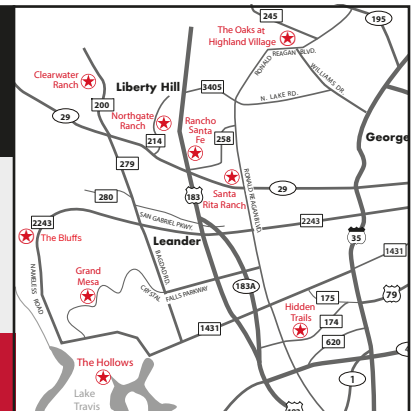 245
195
The Oaks at
Highland Village
RONALD REAGAN BLVD.
WILLIAMS DR.
Clearwater
Ranch
Liberty Hill
3405
N. LAKE RD.
200
29
Northgate
Ranch
Rancho
Santa
Fe
214
258
George
279
280
183
Santa
Rita Ranch
RONALD REAGAN BLVD.
29
2243
SAN GABRIEL PKWY.
2243
The Bluffs
Leander
35
1431
NAMELESS ROAD
Grand
Mesa
BAGDAD RD.
CRYSTAL FALLS PARKWAY
183A
175
79
Hidden
Trails
174
1431
620
The Hollows
1
Lake
Travis